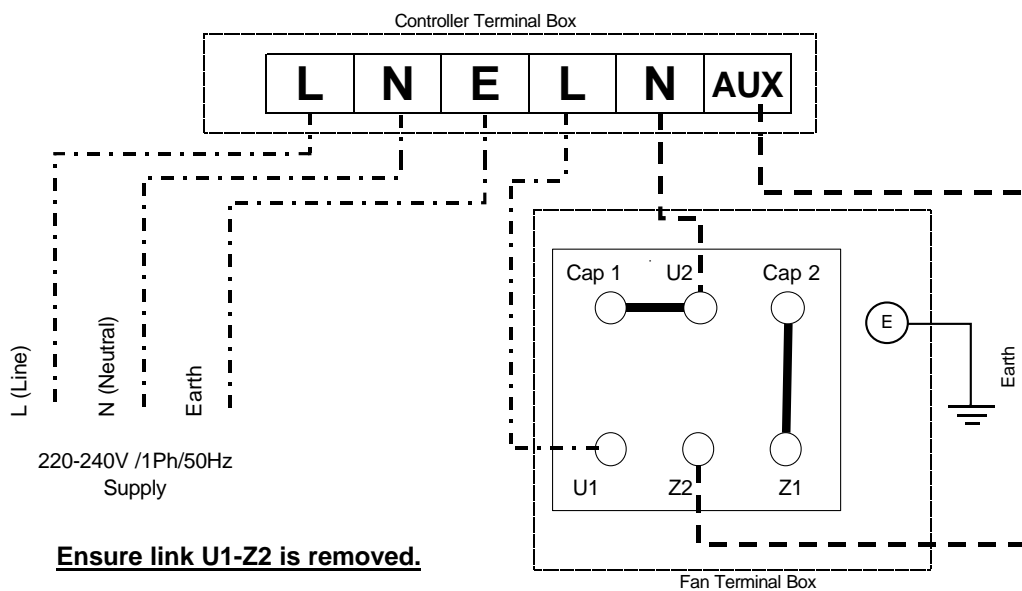 Controller Terminal Box
L N E L N AUX
Cap 1 U2 Cap 2
E
L (Line)
N (Neutral)
Earth
Earth
U1 Z2 Z1
220-240V /1Ph/50Hz
Supply
Ensure link U1-Z2 is removed.
Fan Terminal Box